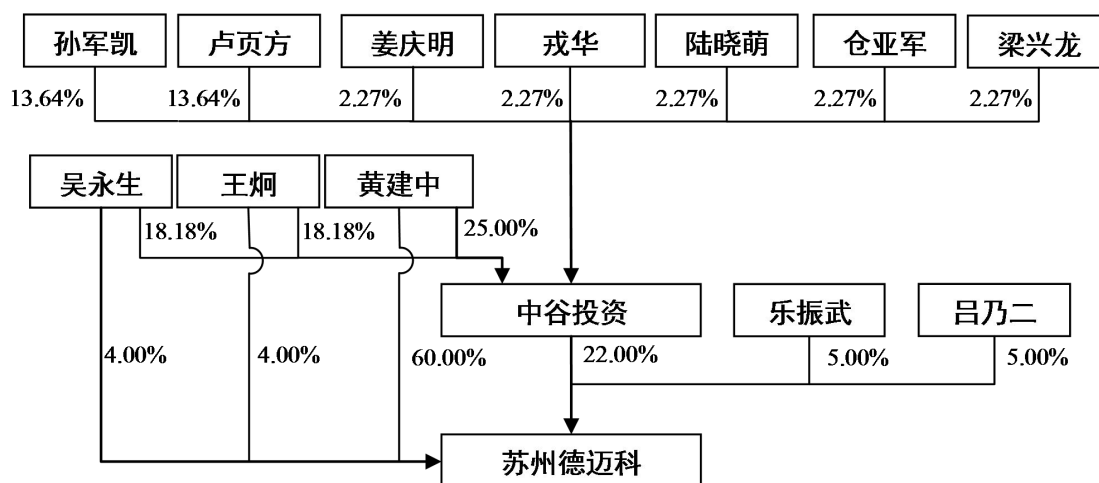 孙军凯 卢页方 姜庆明 戎华 陆晓萌 仓亚军 梁兴龙
13.64% 13.64% 2.27% 2.27% 2.27% 2.27% 2.27%
吴永生 王炯 黄建中
18.18% 18.18% 25.00%
中谷投资 乐振武 吕乃二
4.00% 4.00% 60.00% 22.00% 5.00% 5.00%
苏州德迈科